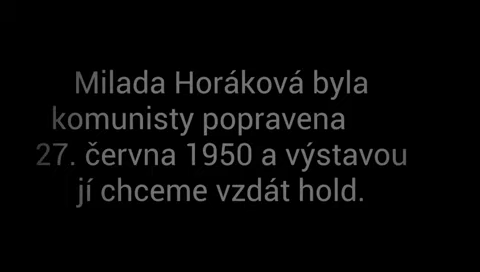 Milada Horáková byla
komunisty popravena
27. června 1950 a výstavou
jí chceme vzdát hold.